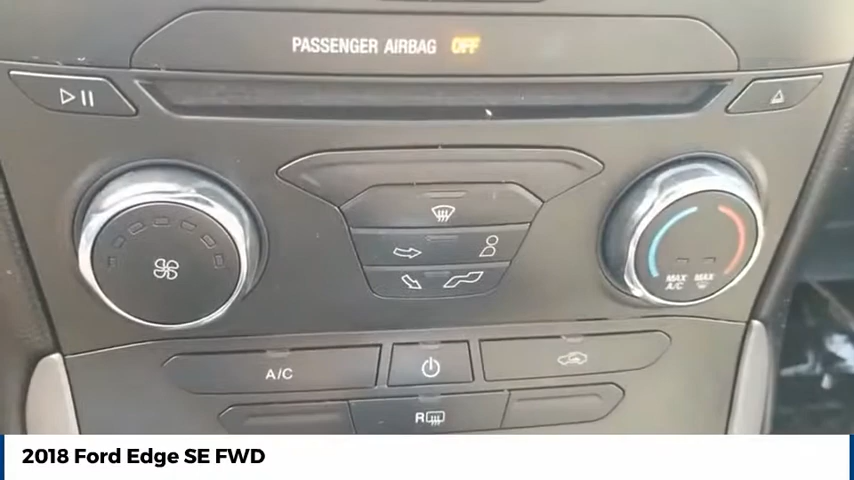 PASSENGER AIRBAG OFF
MAX A/C
MAX
A/C
R
2018 Ford Edge SE FWD